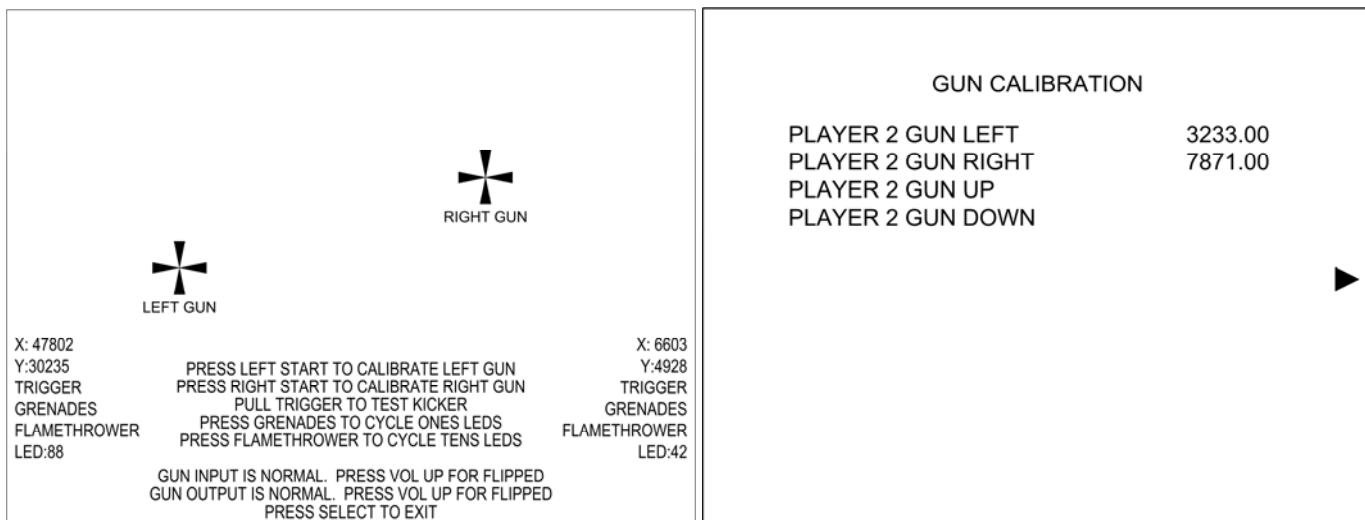 RIGHT GUN
LEFT GUN
X: 47802
Y:30235
TRIGGER
GRENADES
FLAMETHROWER
LED:88
PRESS LEFT START TO CALIBRATE LEFT GUN
PRESS RIGHT START TO CALIBRATE RIGHT GUN
PULL TRIGGER TO TEST KICKER
PRESS GRENADES TO CYCLE ONES LEDS
PRESS FLAMETHROWER TO CYCLE TENS LEDS
X: 6603
Y:4928
TRIGGER
GRENADES
FLAMETHROWER
LED:42
GUN INPUT IS NORMAL. PRESS VOL UP FOR FLIPPED
GUN OUTPUT IS NORMAL. PRESS VOL UP FOR FLIPPED
PRESS SELECT TO EXIT
GUN CALIBRATION
PLAYER 2 GUN LEFT 3233.00
PLAYER 2 GUN RIGHT 7871.00
PLAYER 2 GUN UP
PLAYER 2 GUN DOWN